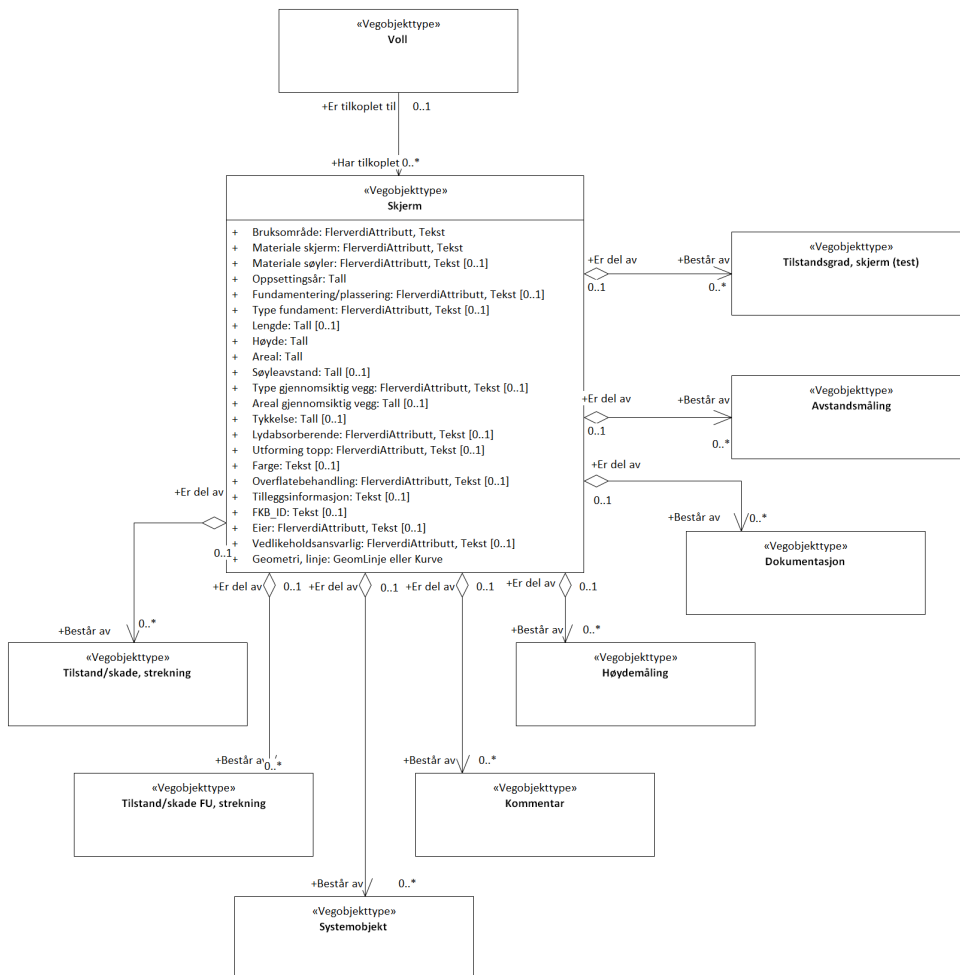 «Vegobjekttype»
Voll
+Er tilkoplet til 0..1
+Har tilkoplet 0..*
«Vegobjekttype»
Skjerm
+ Bruksområde: FlerverdiAttributt, Tekst
+ Materiale skjerm: FlerverdiAttributt, Tekst
+ Materiale søyler: FlerverdiAttributt, Tekst [0..1]
+ Oppsettingsår: Tall
+ Fundamentering/plassering: FlerverdiAttributt, Tekst [0..1]
+ Type fundament: FlerverdiAttributt, Tekst [0..1]
+ Lengde: Tall [0..1]
+ Høyde: Tall
+ Areal: Tall
+ Søyleavstand: Tall [0..1]
+ Type gjennomsiktig vegg: FlerverdiAttributt, Tekst [0..1]
+ Areal gjennomsiktig vegg: Tall [0..1]
+ Tykkelse: Tall [0..1]
+ Lydabsorberende: FlerverdiAttributt, Tekst [0..1]
+ Utforming topp: FlerverdiAttributt, Tekst [0..1]
+ Farge: Tekst [0..1]
+ Overflatebehandling: FlerverdiAttributt, Tekst [0..1]
+ Tilleggsinformasjon: Tekst [0..1]
+ FKB_ID: Tekst [0..1]
+ Eier: FlerverdiAttributt, Tekst [0..1]
+ Vedlikeholdsansvarlig: FlerverdiAttributt, Tekst [0..1]
+ Geometri, linje: GeomLinje eller Kurve
+Er del av
0..1
+Består av
0..*
«Vegobjekttype»
Tilstandsgrad, skjerm (test)
+Er del av
0..1
+Består av
0..*
«Vegobjekttype»
Avstandsmåling
+Er del av
0..1
+Består av
0..*
«Vegobjekttype»
Dokumentasjon
+Er del av
0..1
+Består av
0..*
«Vegobjekttype»
Tilstand/skade, strekning
+Er del av 0..1
+Består av
0..*
«Vegobjekttype»
Tilstand/skade FU, strekning
+Er del av 0..1
+Består av 0..*
«Vegobjekttype»
Systemobjekt
+Er del av 0..1
+Består av 0..*
«Vegobjekttype»
Kommentar
+Er del av 0..1
+Består av 0..*
«Vegobjekttype»
Høydemåling